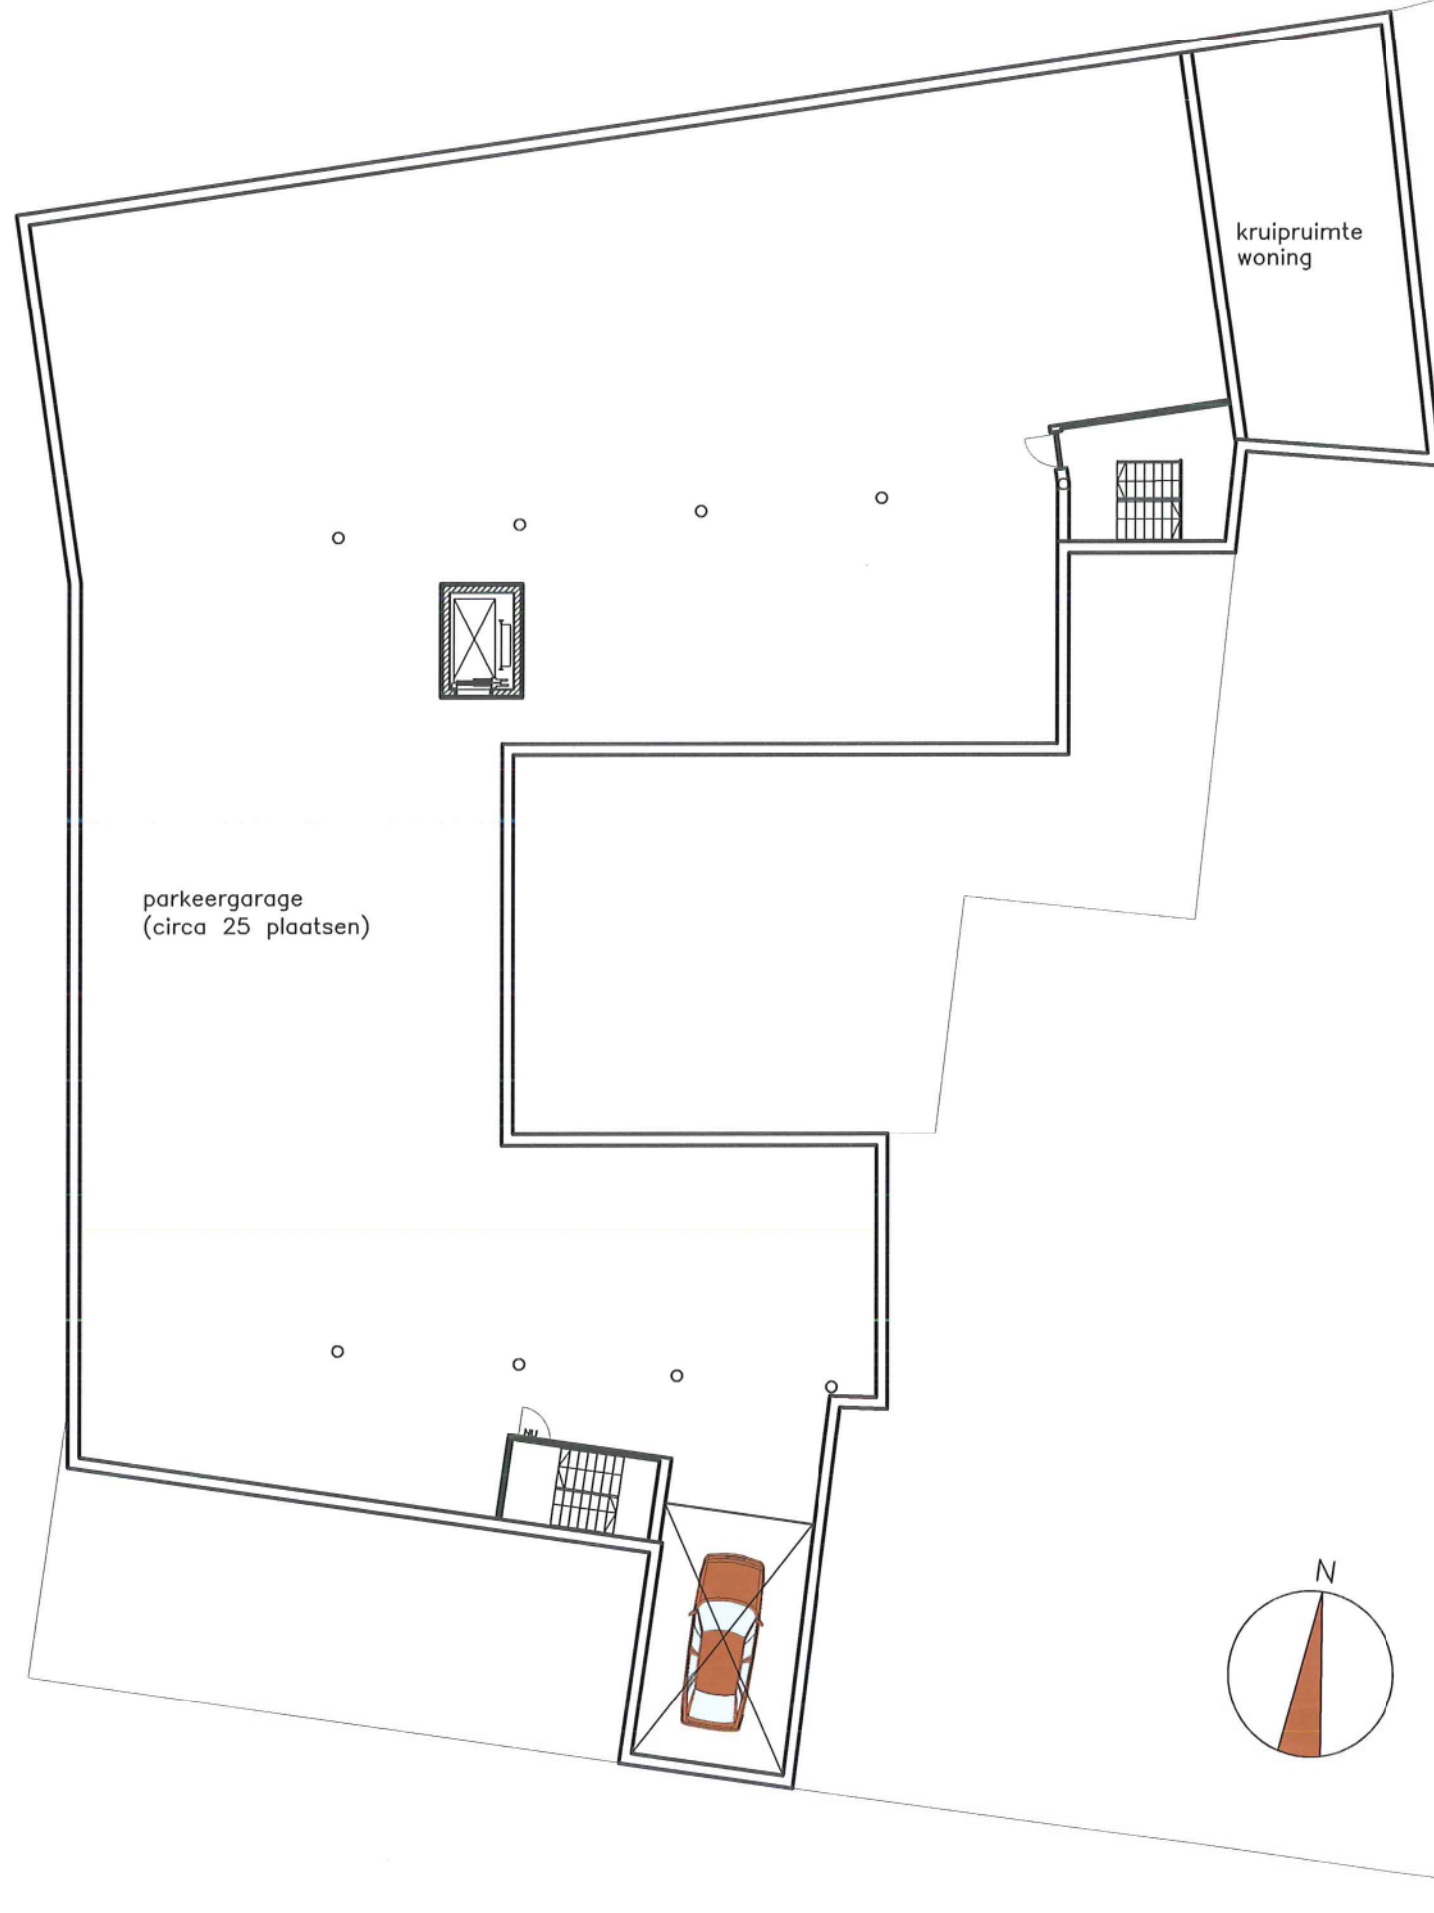 kruipruimte
woning
parkeergarage
(circa 25 plaatsen)
N